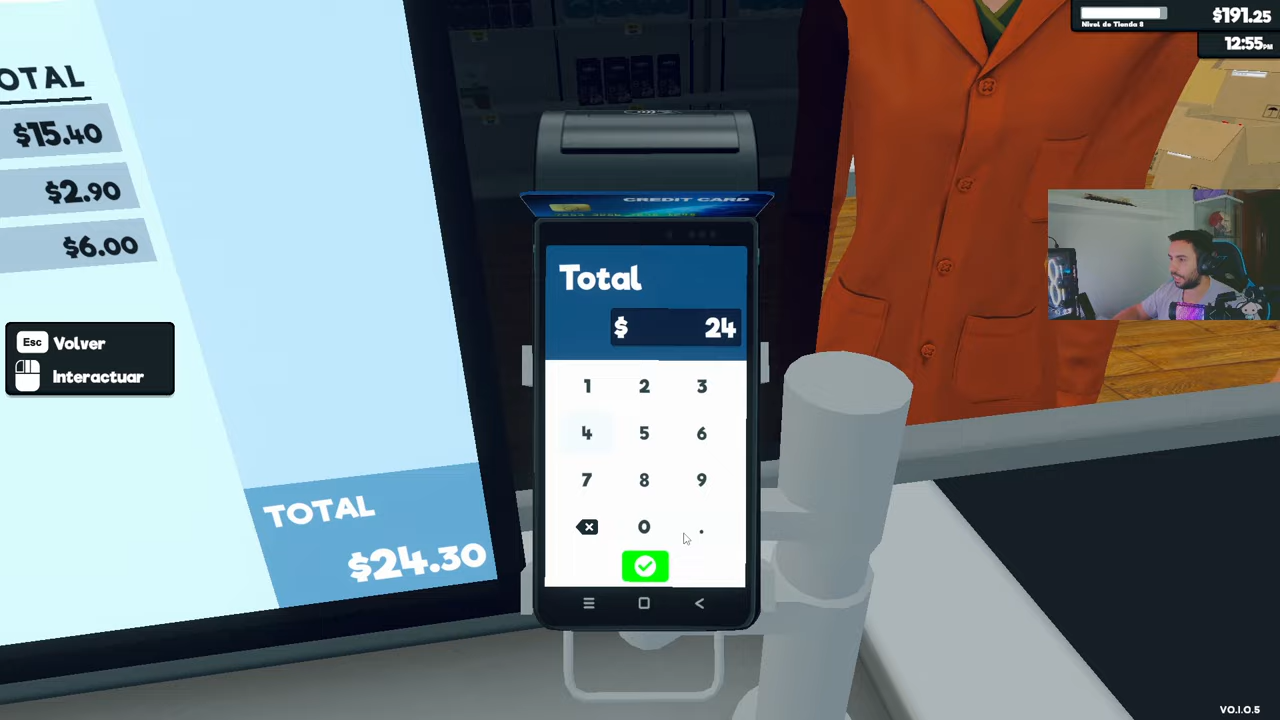 OTAL
$15.40
$2.90
$6.00
Esc Volver
Interactuar
TOTAL
$24.30
CREDIT CARD
Total
$ 24
1 2 3
4 5 6
7 8 9
0 .
$191.25
Nivel de Tienda 8
12:55PM
V0.1.0.5